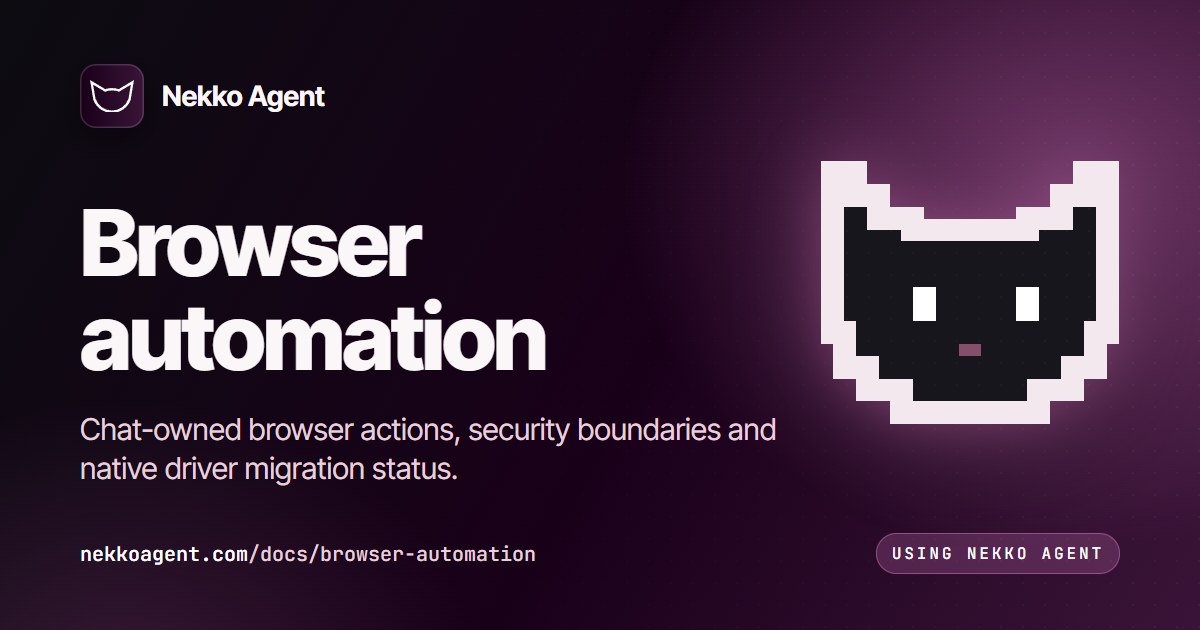 Nekko Agent
Browser
automation
Chat-owned browser actions, security boundaries and
native driver migration status.
nekkoagent.com/docs/browser-automation
USING NEKKO AGENT